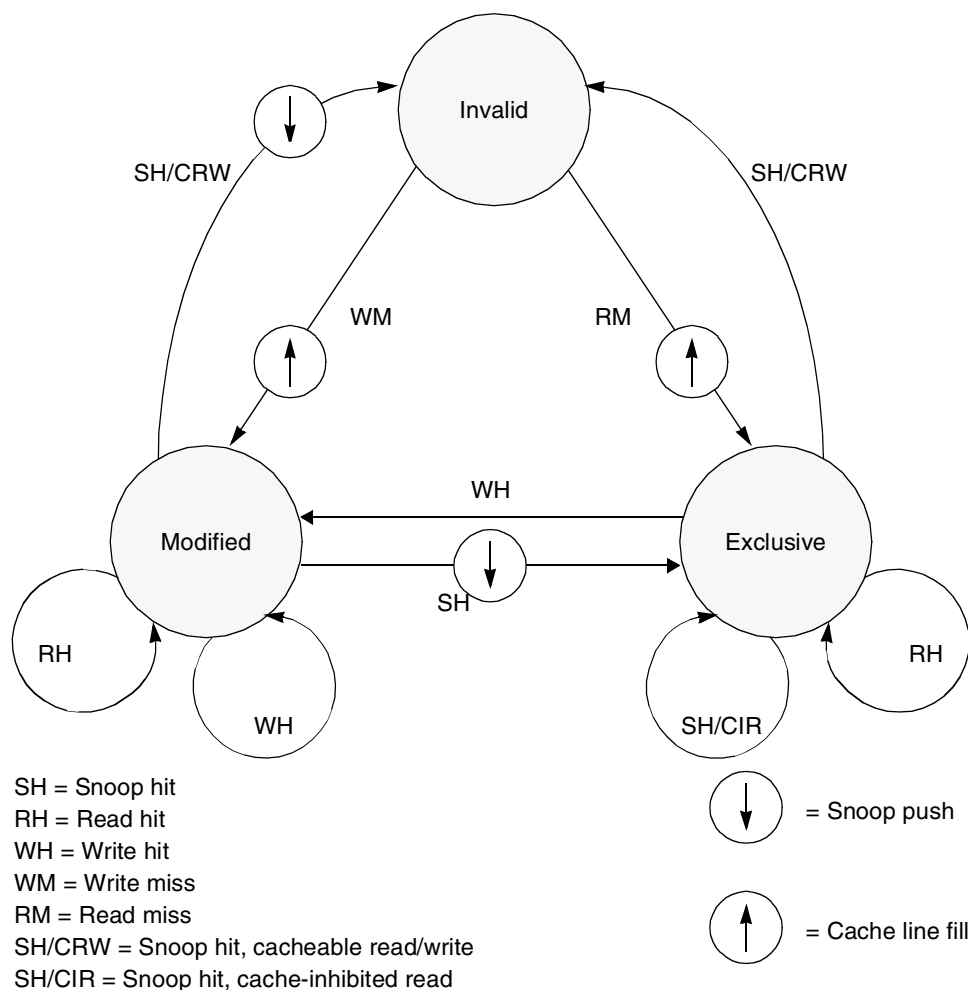 Invalid
SH/CRW
SH/CRW
WM
RM
WH
Modified
Exclusive
SH
RH
RH
WH
SH/CIR
SH = Snoop hit
RH = Read hit
WH = Write hit
WM = Write miss
RM = Read miss
SH/CRW = Snoop hit, cacheable read/write
SH/CIR = Snoop hit, cache-inhibited read
= Snoop push
= Cache line fill